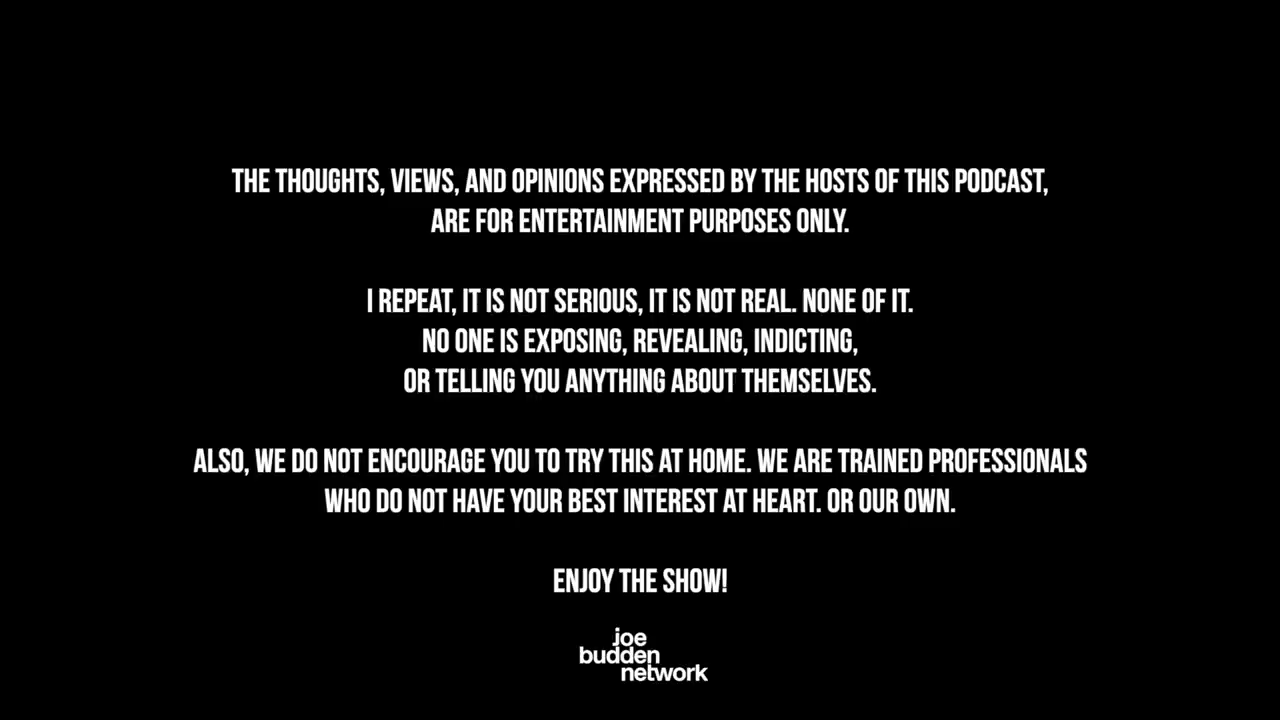 THE THOUGHTS, VIEWS, AND OPINIONS EXPRESSED BY THE HOSTS OF THIS PODCAST,
ARE FOR ENTERTAINMENT PURPOSES ONLY.
I REPEAT, IT IS NOT SERIOUS, IT IS NOT REAL. NONE OF IT.
NO ONE IS EXPOSING, REVEALING, INDICTING,
OR TELLING YOU ANYTHING ABOUT THEMSELVES.
ALSO, WE DO NOT ENCOURAGE YOU TO TRY THIS AT HOME. WE ARE TRAINED PROFESSIONALS
WHO DO NOT HAVE YOUR BEST INTEREST AT HEART. OR OUR OWN.
ENJOY THE SHOW!
joe
budden
network